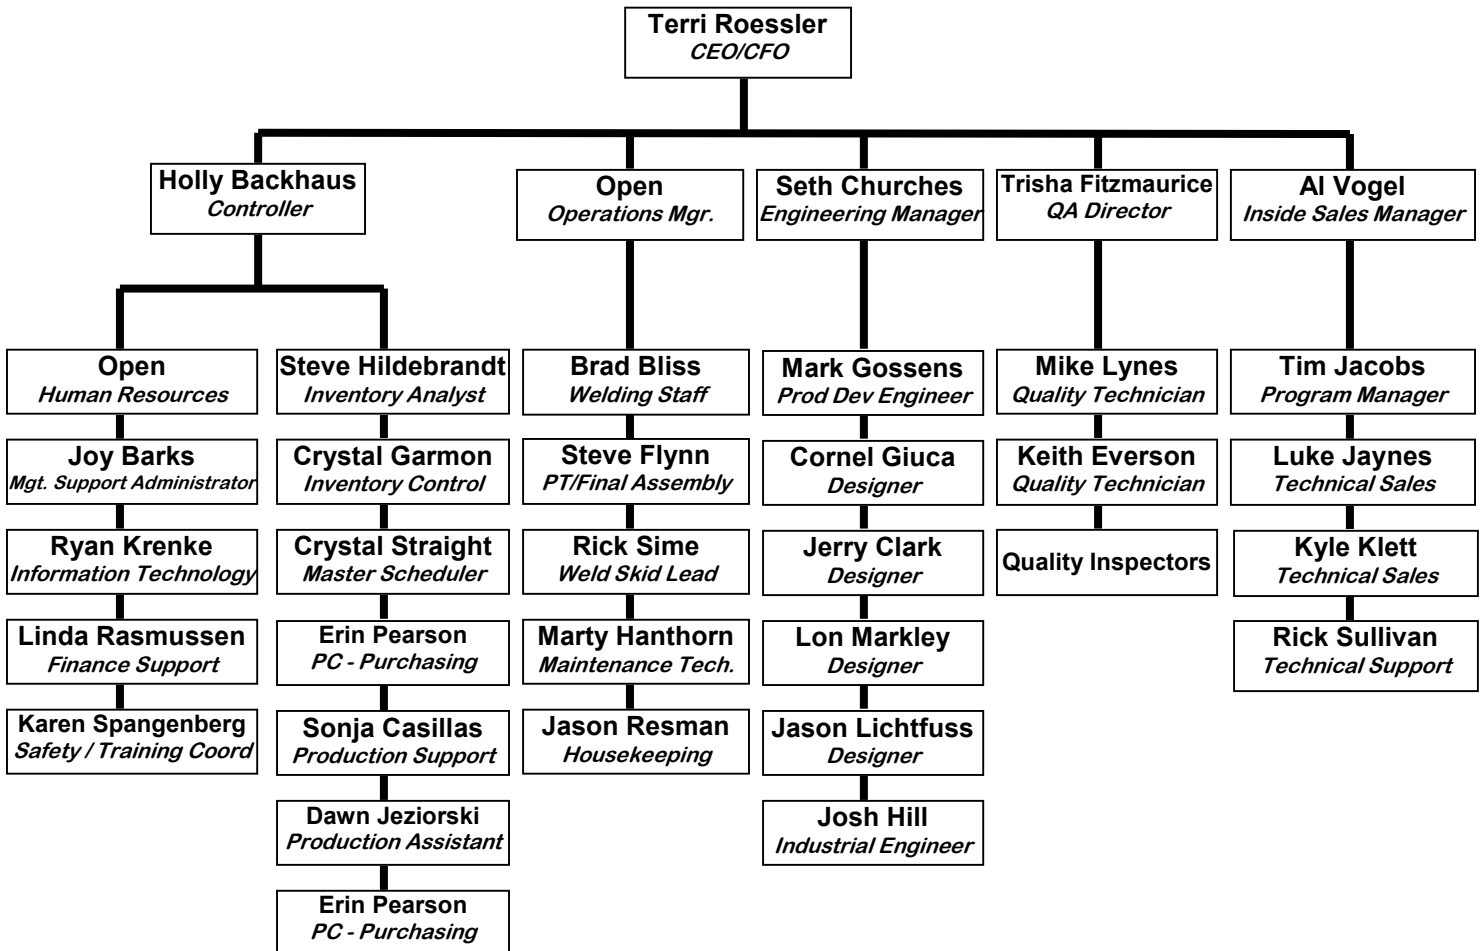 Terri Roessler
CEO/CFO
Holly Backhaus
Controller
Open
Operations Mgr.
Seth Churches
Engineering Manager
Trisha Fitzmaurice
QA Director
Al Vogel
Inside Sales Manager
Open
Human Resources
Joy Barks
Mgt. Support Administrator
Ryan Krenke
Information Technology
Linda Rasmussen
Finance Support
Karen Spangenberg
Safety / Training Coord
Steve Hildebrandt
Inventory Analyst
Crystal Garmon
Inventory Control
Crystal Straight
Master Scheduler
Erin Pearson
PC - Purchasing
Sonja Casillas
Production Support
Dawn Jeziorski
Production Assistant
Erin Pearson
PC - Purchasing
Brad Bliss
Welding Staff
Steve Flynn
PT/Final Assembly
Rick Sime
Weld Skid Lead
Marty Hanthorn
Maintenance Tech.
Jason Resman
Housekeeping
Mark Gossens
Prod Dev Engineer
Cornel Giuca
Designer
Jerry Clark
Designer
Lon Markley
Designer
Jason Lichtfuss
Designer
Josh Hill
Industrial Engineer
Mike Lynes
Quality Technician
Keith Everson
Quality Technician
Quality Inspectors
Tim Jacobs
Program Manager
Luke Jaynes
Technical Sales
Kyle Klett
Technical Sales
Rick Sullivan
Technical Support